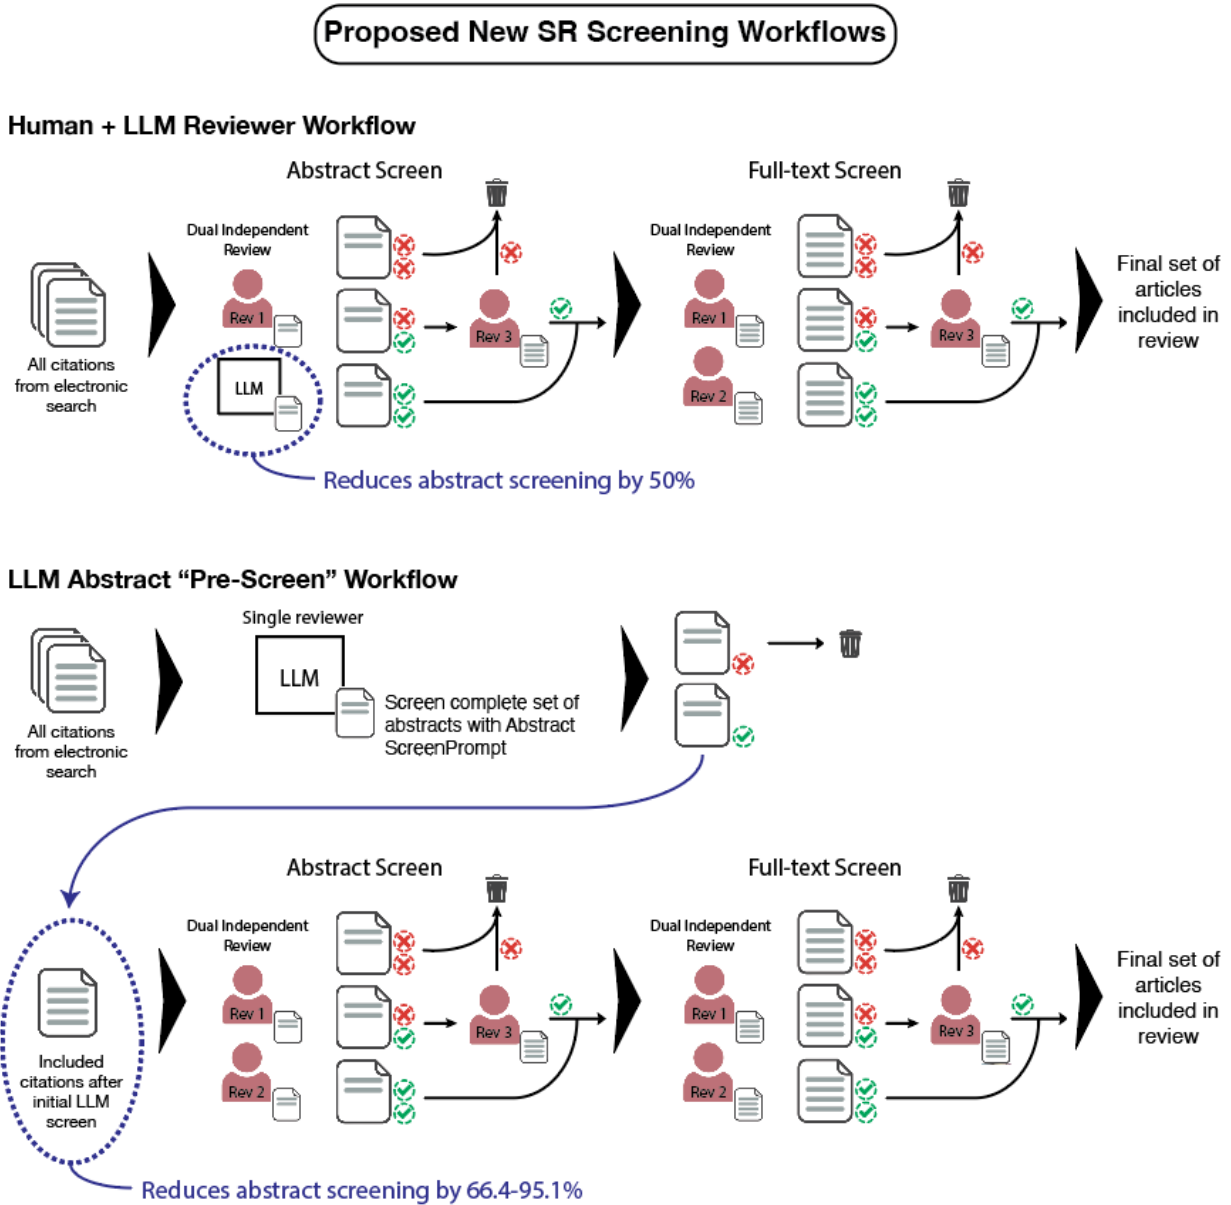 Proposed New SR Screening Workflows
Human + LLM Reviewer Workflow
Abstract Screen
Full-text Screen
Dual Independent
Review
Rev 1
LLM
Rev 3
Dual Independent
Review
Rev 1
Rev 2
Rev 3
All citations
from electronic
search
Final set of
articles
included in
review
Reduces abstract screening by 50%
LLM Abstract “Pre-Screen” Workflow
Single reviewer
LLM
Screen complete set of
abstracts with Abstract
ScreenPrompt
All citations
from electronic
search
Abstract Screen
Full-text Screen
Dual Independent
Review
Rev 1
Rev 2
Rev 3
Dual Independent
Review
Rev 1
Rev 2
Rev 3
Final set of
articles
included in
review
Included
citations after
initial LLM
screen
Reduces abstract screening by 66.4-95.1%